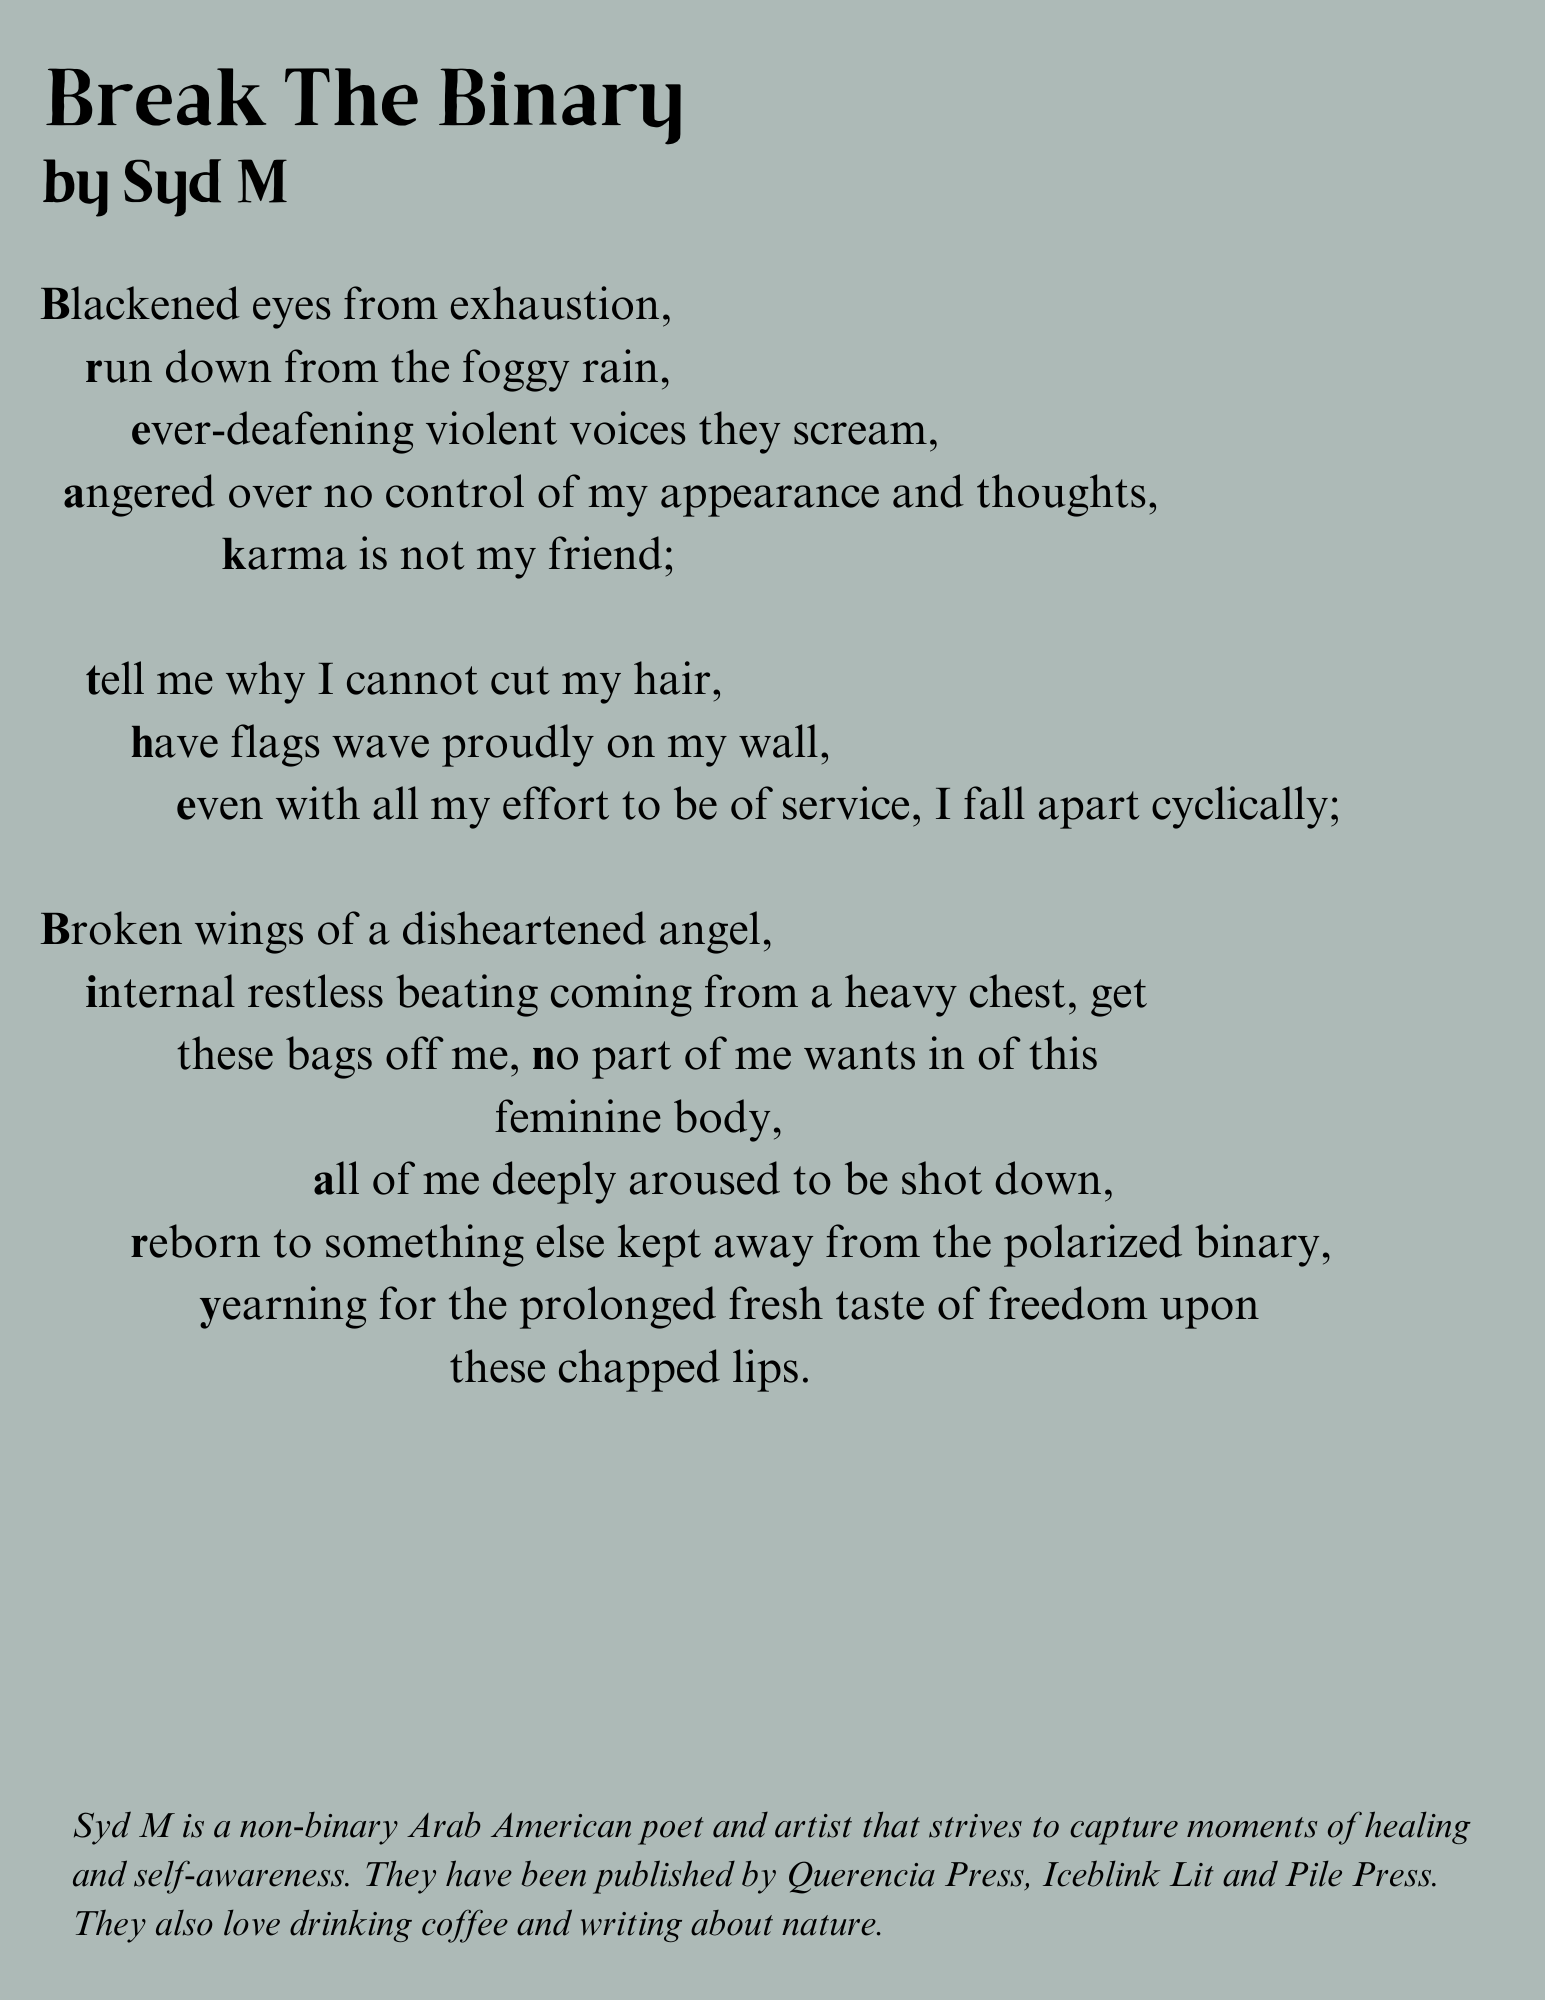 Break The Binary
by Syd M
Blackened eyes from exhaustion,
run down from the foggy rain,
ever-deafening violent voices they scream,
angered over no control of my appearance and thoughts,
karma is not my friend;
tell me why I cannot cut my hair,
have flags wave proudly on my wall,
even with all my effort to be of service, I fall apart cyclically;
Broken wings of a disheartened angel,
internal restless beating coming from a heavy chest, get
these bags off me, no part of me wants in of this
feminine body,
all of me deeply aroused to be shot down,
reborn to something else kept away from the polarized binary,
yearning for the prolonged fresh taste of freedom upon
these chapped lips.
Syd M is a non-binary Arab American poet and artist that strives to capture moments of healing
and self-awareness. They have been published by Querencia Press, Iceblink Lit and Pile Press.
They also love drinking coffee and writing about nature.